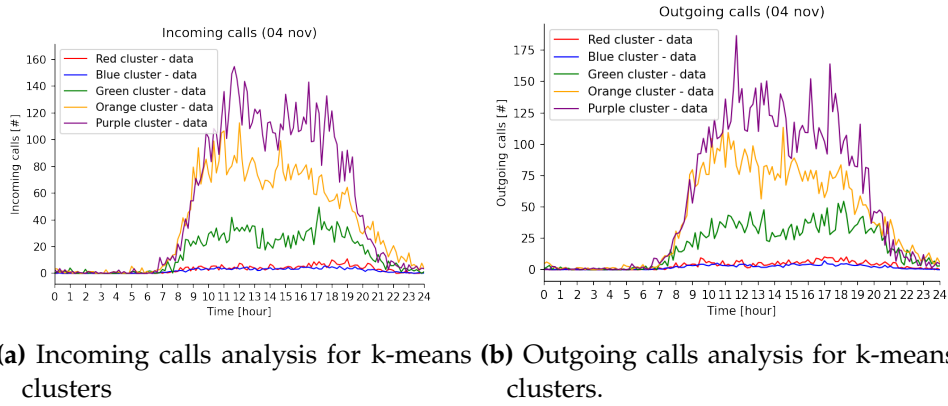 Incoming calls (04 nov)
Red cluster - data
Blue cluster - data
Green cluster - data
Orange cluster - data
Purple cluster - data
Incoming calls [#]
160
140
120
100
80
60
40
20
0
0 1 2 3 4 5 6 7 8 9 10 11 12 13 14 15 16 17 18 19 20 21 22 23 24
Time [hour]
Outgoing calls (04 nov)
Red cluster - data
Blue cluster - data
Green cluster - data
Orange cluster - data
Purple cluster - data
Outgoing calls [#]
175
150
125
100
75
50
25
0
0 1 2 3 4 5 6 7 8 9 10 11 12 13 14 15 16 17 18 19 20 21 22 23 24
Time [hour]
(a) Incoming calls analysis for k-means
clusters
(b) Outgoing calls analysis for k-means
clusters.